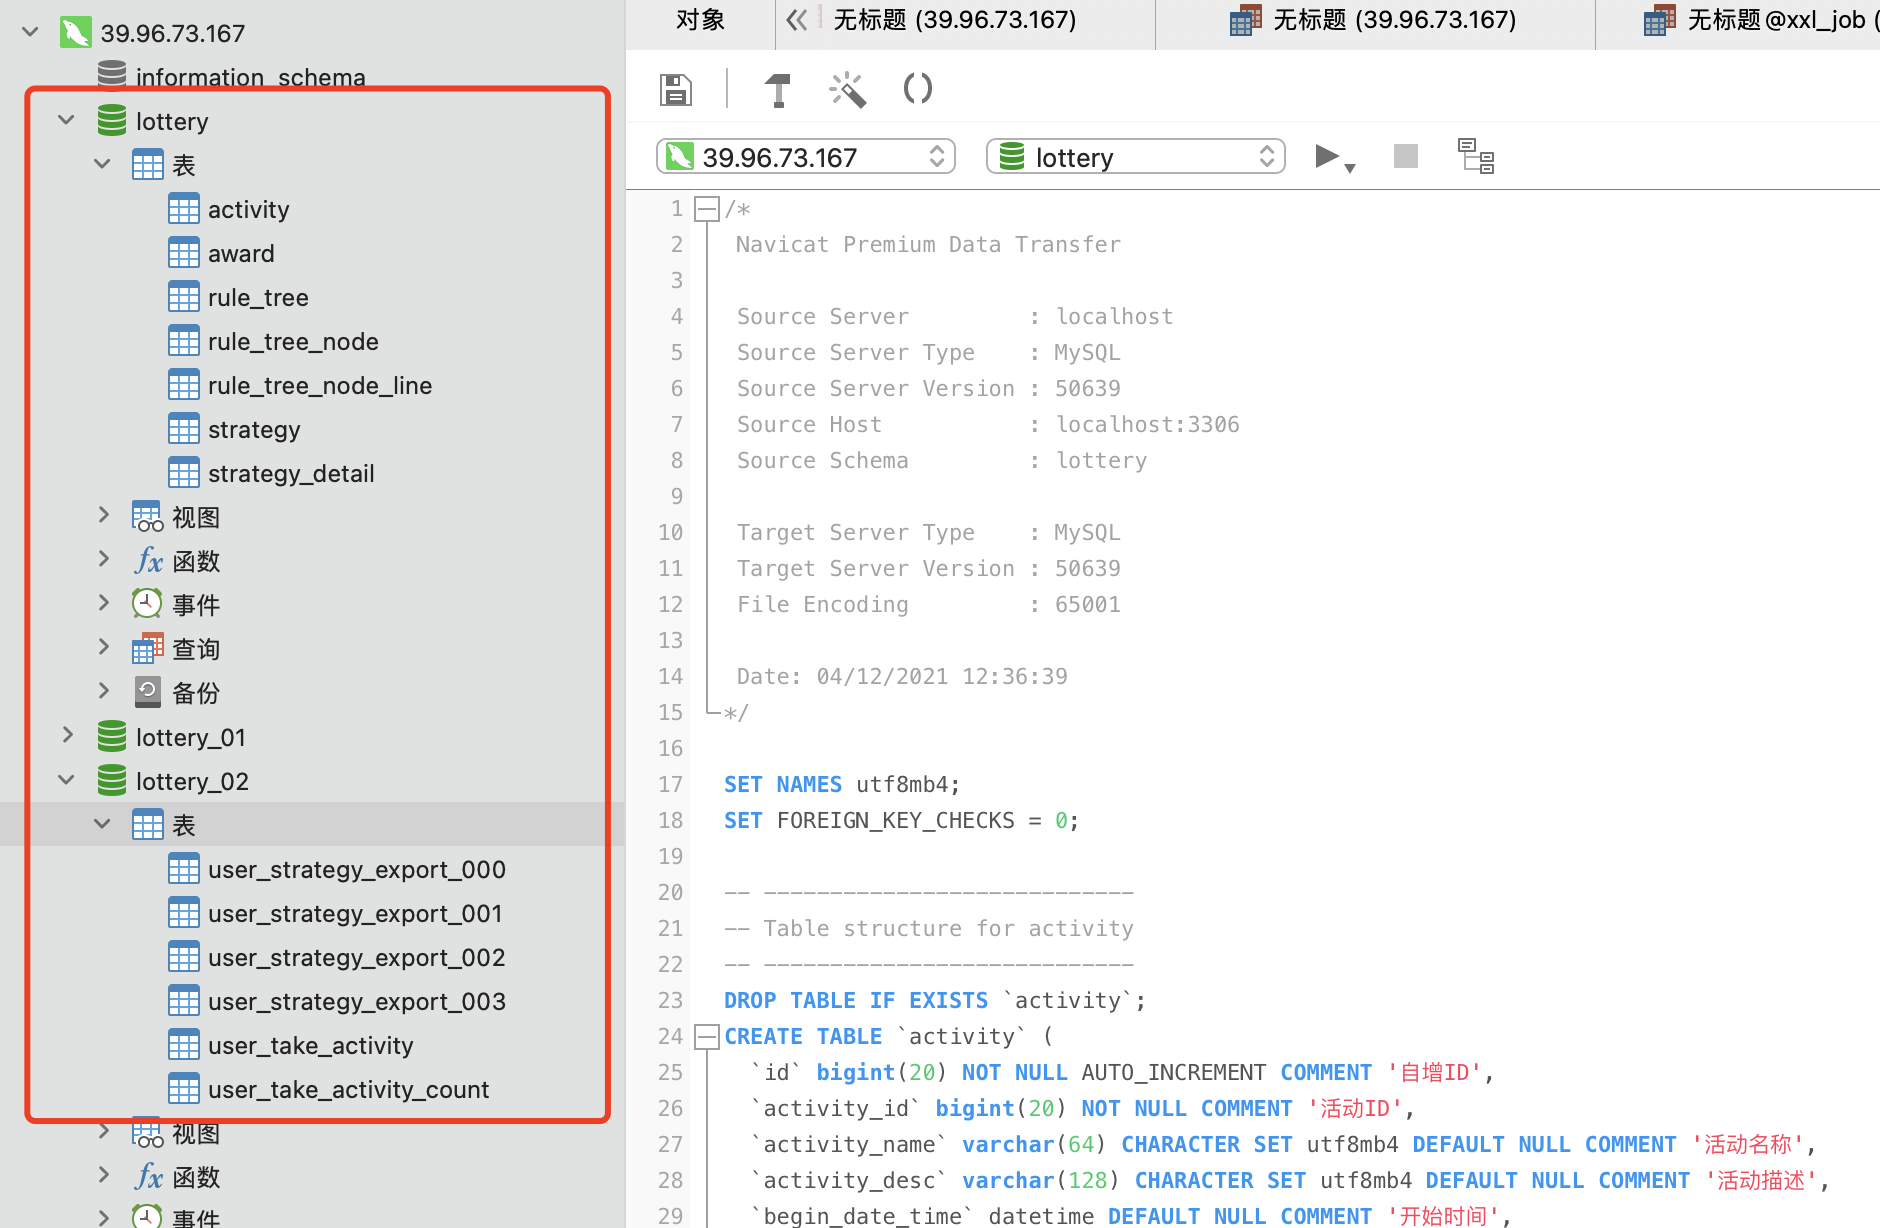 39.96.73.167
information_schema
lottery
表
activity
award
rule_tree
rule_tree_node
rule_tree_node_line
strategy
strategy_detail
视图
fx 函数
事件
查询
备份
lottery_01
lottery_02
表
user_strategy_export_000
user_strategy_export_001
user_strategy_export_002
user_strategy_export_003
user_take_activity
user_take_activity_count
视图
fx 函数
事件
对象
无标题 (39.96.73.167)
无标题 (39.96.73.167)
无标题@xxl_job (
39.96.73.167
lottery
1 /*
2 Navicat Premium Data Transfer
3
4 Source Server : localhost
5 Source Server Type : MySQL
6 Source Server Version : 50639
7 Source Host : localhost:3306
8 Source Schema : lottery
9
10 Target Server Type : MySQL
11 Target Server Version : 50639
12 File Encoding : 65001
13
14 Date: 04/12/2021 12:36:39
15 */
16
17 SET NAMES utf8mb4;
18 SET FOREIGN_KEY_CHECKS = 0;
19
20 -- ----------------------------
21 -- Table structure for activity
22 -- ----------------------------
23 DROP TABLE IF EXISTS `activity`;
24 CREATE TABLE `activity` (
25 `id` bigint(20) NOT NULL AUTO_INCREMENT COMMENT '自增ID',
26 `activity_id` bigint(20) NOT NULL COMMENT '活动ID',
27 `activity_name` varchar(64) CHARACTER SET utf8mb4 DEFAULT NULL COMMENT '活动名称',
28 `activity_desc` varchar(128) CHARACTER SET utf8mb4 DEFAULT NULL COMMENT '活动描述',
29 `begin_date_time` datetime DEFAULT NULL COMMENT '开始时间',